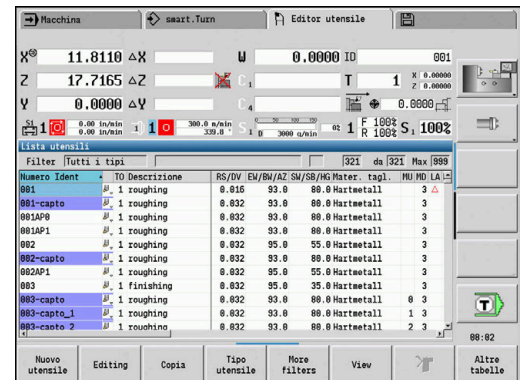 Macchina smart.Turn Editor utensile
X 11.8110 ΔX W 0.0000 ID 001
Z 17.7165 ΔZ C 1 T 1 X 0.00000 Z 0.00000
Y 0.0000 ΔY C 4 0.0000
S1 1 0.00 in/min 0.00 in/min 1) 1 300.0 m/min 339.8 ° S 1 0 50 100 150 0% D 3000 q/min 1 F 100% R 100% S1 100%
Lista utensili
Filter Tutti i tipi 321 da 321 Max 999
Numero Ident TO Descrizione RS/DV EW/BW/AZ SW/SB/HG Mater. tagl. MU MD LA
001 1 roughing 0.016 93.0 80.0 Hartmetall 3
001-capto 1 roughing 0.032 93.0 80.0 Hartmetall 3
001AP0 1 roughing 0.032 93.0 80.0 Hartmetall 3
001AP1 1 roughing 0.032 93.0 80.0 Hartmetall 3
002 1 roughing 0.032 95.0 55.0 Hartmetall 3
002-capto 1 roughing 0.032 93.0 80.0 Hartmetall 3
002AP1 1 roughing 0.032 95.0 55.0 Hartmetall 3
003 1 finishing 0.032 95.0 35.0 Hartmetall 3
003-capto 1 roughing 0.032 93.0 80.0 Hartmetall 0 3
003-capto_1 1 roughing 0.032 93.0 80.0 Hartmetall 1 3
003-capto_2 1 roughing 0.032 93.0 80.0 Hartmetall 2 3
T
08:02
Nuovo utensile
Editing
Copia
Tipo utensile
More filters
View
Altre tabelle